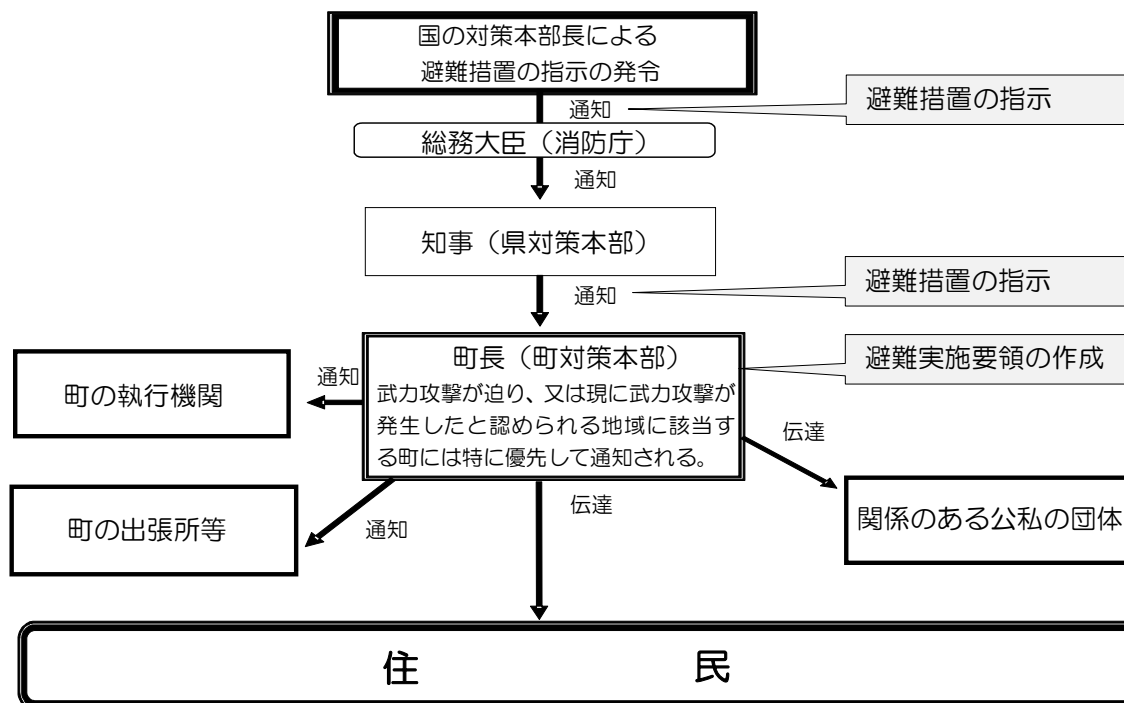 国の対策本部長による
避難措置の指示の発令
通知
避難措置の指示
総務大臣（消防庁）
通知
知事（県対策本部）
通知
避難措置の指示
町長（町対策本部）
武力攻撃が迫り、又は現に武力攻撃が
発生したと認められる地域に該当す
る町には特に優先して通知される。
避難実施要領の作成
通知
町の執行機関
伝達
町の出張所等
通知
伝達
関係のある公私の団体
住民